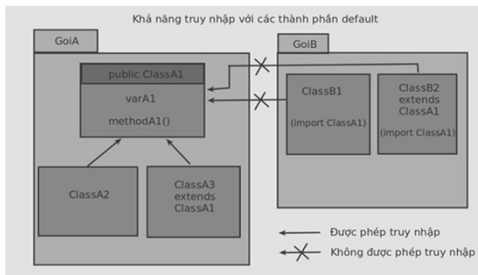 Khả năng truy nhập với các thành phần default
GoiA
GoiB
public ClassA1
varA1
methodA1()
ClassA2
ClassA3
extends
ClassA1
ClassB1
(import ClassA1)
ClassB2
extends
ClassA1
(import ClassA1)
Được phép truy nhập
Không được phép truy nhập